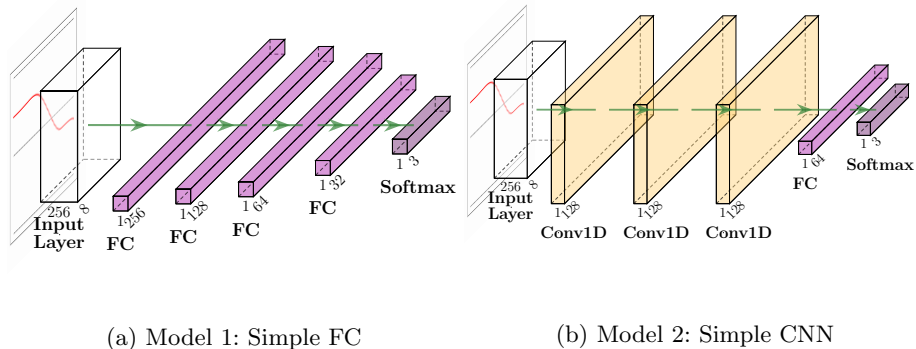 256
8
Input
Layer
1
256
FC
1
128
FC
1
64
FC
1
32
FC
1
3
Softmax
(a) Model 1: Simple FC
256
8
Input
Layer
1
128
Conv1D
1
128
Conv1D
1
128
Conv1D
1
64
FC
1
3
Softmax
(b) Model 2: Simple CNN